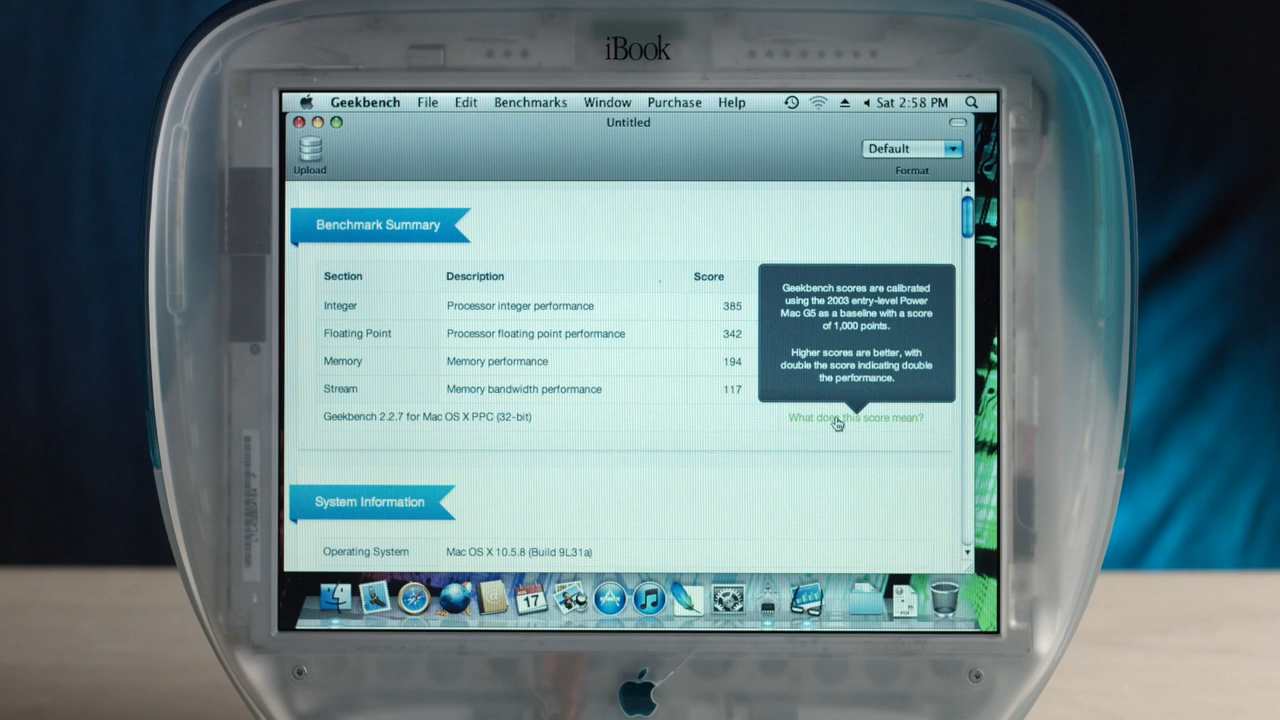 iBook
Geekbench File Edit Benchmarks Window Purchase Help Sat 2:58 PM
Untitled
Upload
Default
Format
Benchmark Summary
Section Description Score
Integer Processor integer performance 385
Floating Point Processor floating point performance 342
Memory Memory performance 194
Stream Memory bandwidth performance 117
Geekbench 2.2.7 for Mac OS X PPC (32-bit)
Geekbench scores are calibrated
using the 2003 entry-level Power
Mac G5 as a baseline with a score
of 1,000 points.
Higher scores are better, with
double the score indicating double
the performance.
What does this score mean?
System Information
Operating System Mac OS X 10.5.8 (Build 9L31a)
17